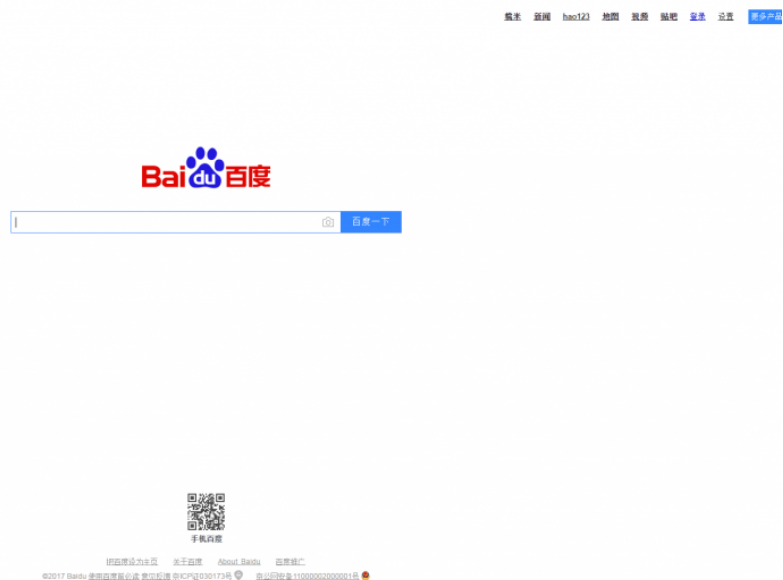 糯米 新闻 hao123 地图 视频 贴吧 登录 设置 更多产品
Bai du 百度
百度一下
手机百度
把百度设为主页 关于百度 About Baidu 百度推广
©2017 Baidu 使用百度前必读 意见反馈 京ICP证030173号 京公网安备11000002000001号